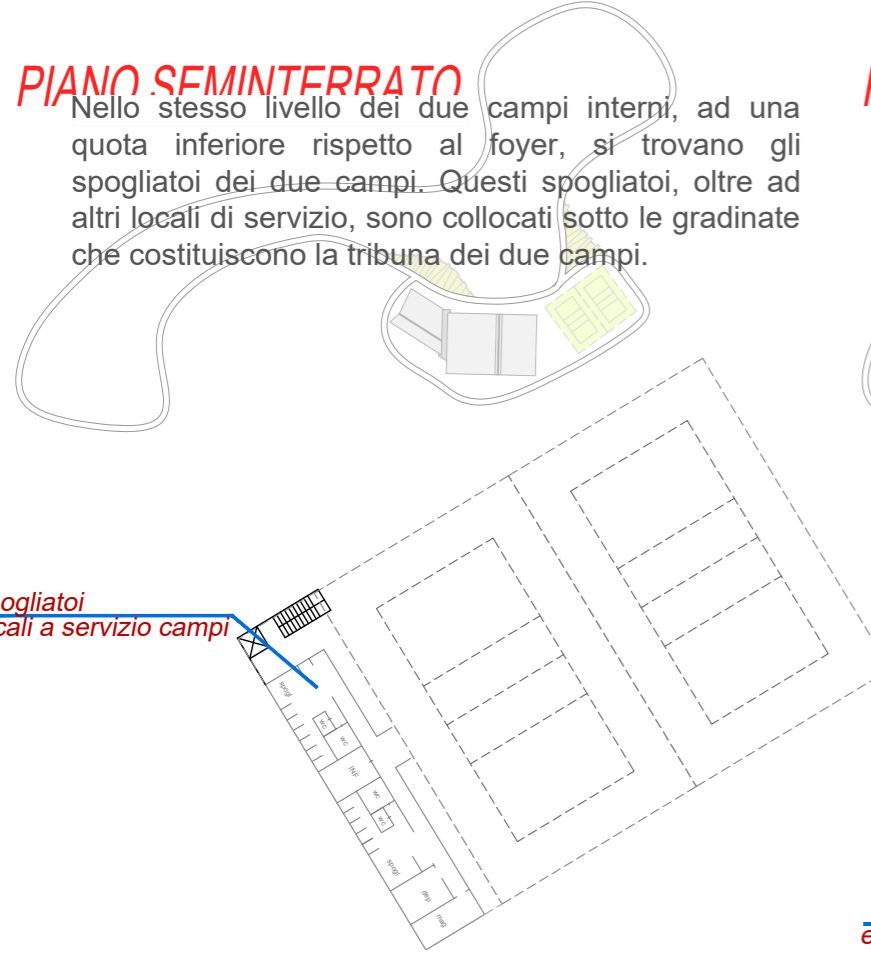 PIANO SEMINTERRATO
Nello stesso livello dei due campi interni, ad una
quota inferiore rispetto al foyer, si trovano gli
spogliatoi dei due campi. Questi spogliatoi, oltre ad
altri locali di servizio, sono collocati sotto le gradinate
che costituiscono la tribuna dei due campi.
ogliatoi
cali a servizio campi
spogl
wc
wc
INF
wc
wc
spogl
dep
mag
e